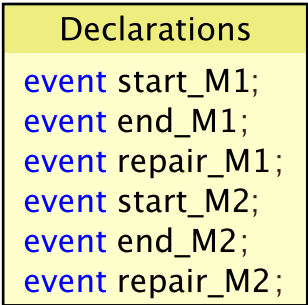 Declarations
event start_M1;
event end_M1;
event repair_M1;
event start_M2;
event end_M2;
event repair_M2;